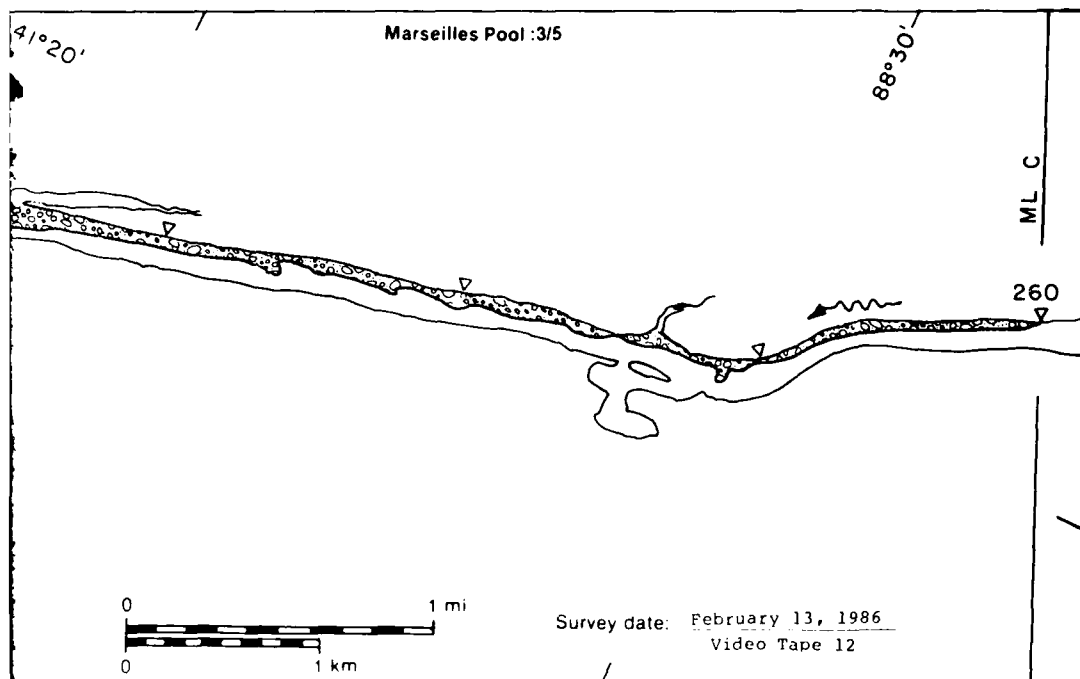 Marseilles Pool :3/5
41°20'
88°30'
ML C
260
0 1 mi
0 1 km
Survey date: February 13, 1986
Video Tape 12